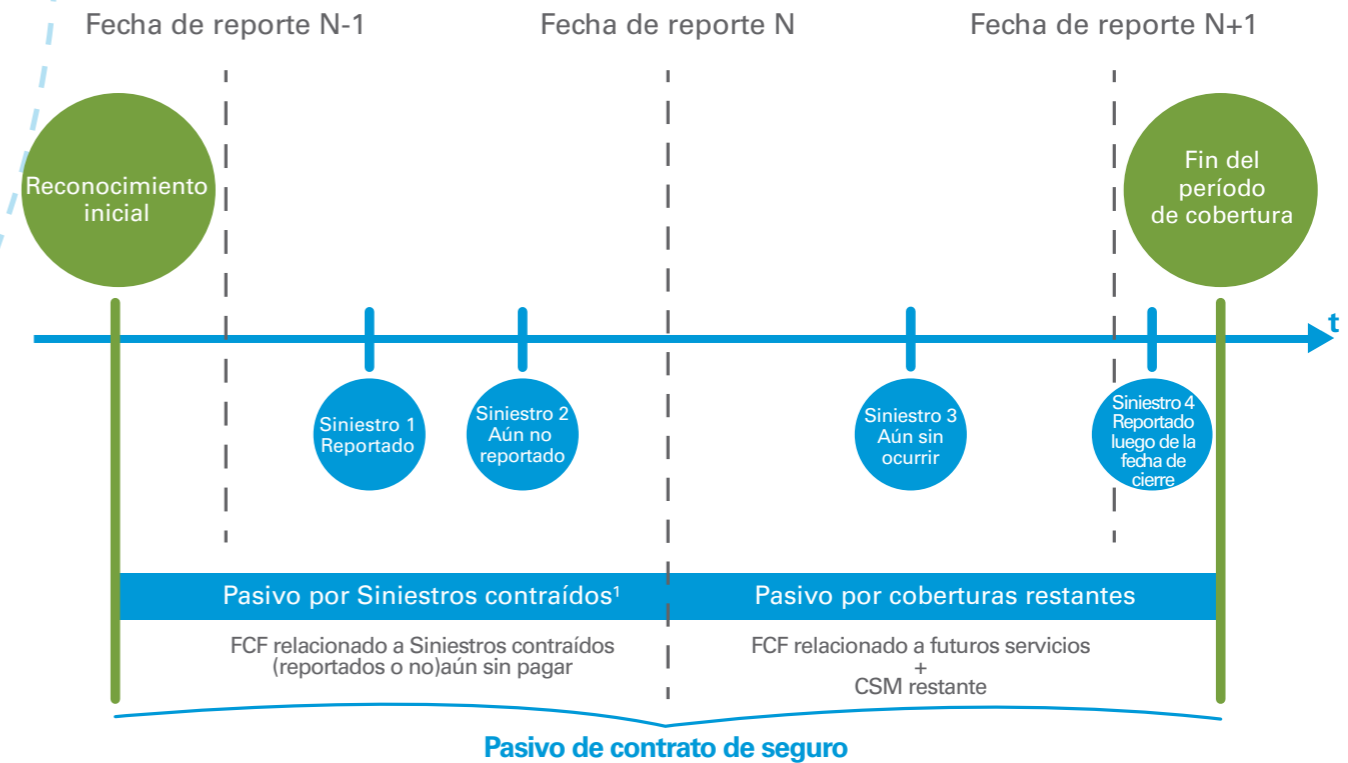 Fecha de reporte N-1
Fecha de reporte N
Fecha de reporte N+1
Reconocimiento
inicial
Fin del
período
de cobertura
t
Siniestro 1
Reportado
Siniestro 2
Aún no
reportado
Siniestro 3
Aún sin
ocurrir
Siniestro 4
Reportado
luego de la
fecha de
cierre
Pasivo por Siniestros contraídos¹
Pasivo por coberturas restantes
FCF relacionado a Siniestros contraídos
(reportados o no)aún sin pagar
FCF relacionado a futuros servicios
+
CSM restante
Pasivo de contrato de seguro